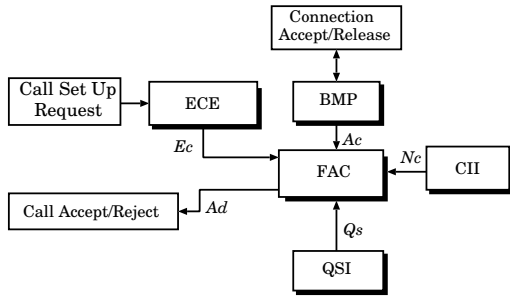 Connection
Accept/Release
Call Set Up
Request
ECE
BMP
Ec
Ac
FAC
Nc
CII
Call Accept/Reject
Ad
Qs
QSI